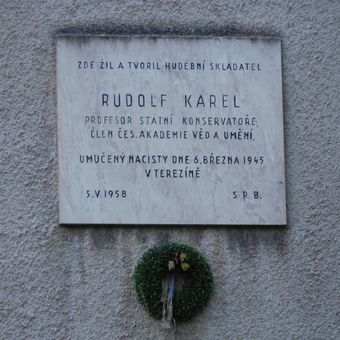 ZDE ŽIL A TVOŘIL HUDEBNÍ SKLADATEL
RUDOLF KAREL
PROFESOR STÁTNÍ KONSERVATOŘE,
ČLEN ČES. AKADEMIE VĚD A UMĚNÍ,
UMUČENÝ NACISTY DNE 6. BŘEZNA 1945
V TEREZÍNĚ
5.V.1958 S P B.